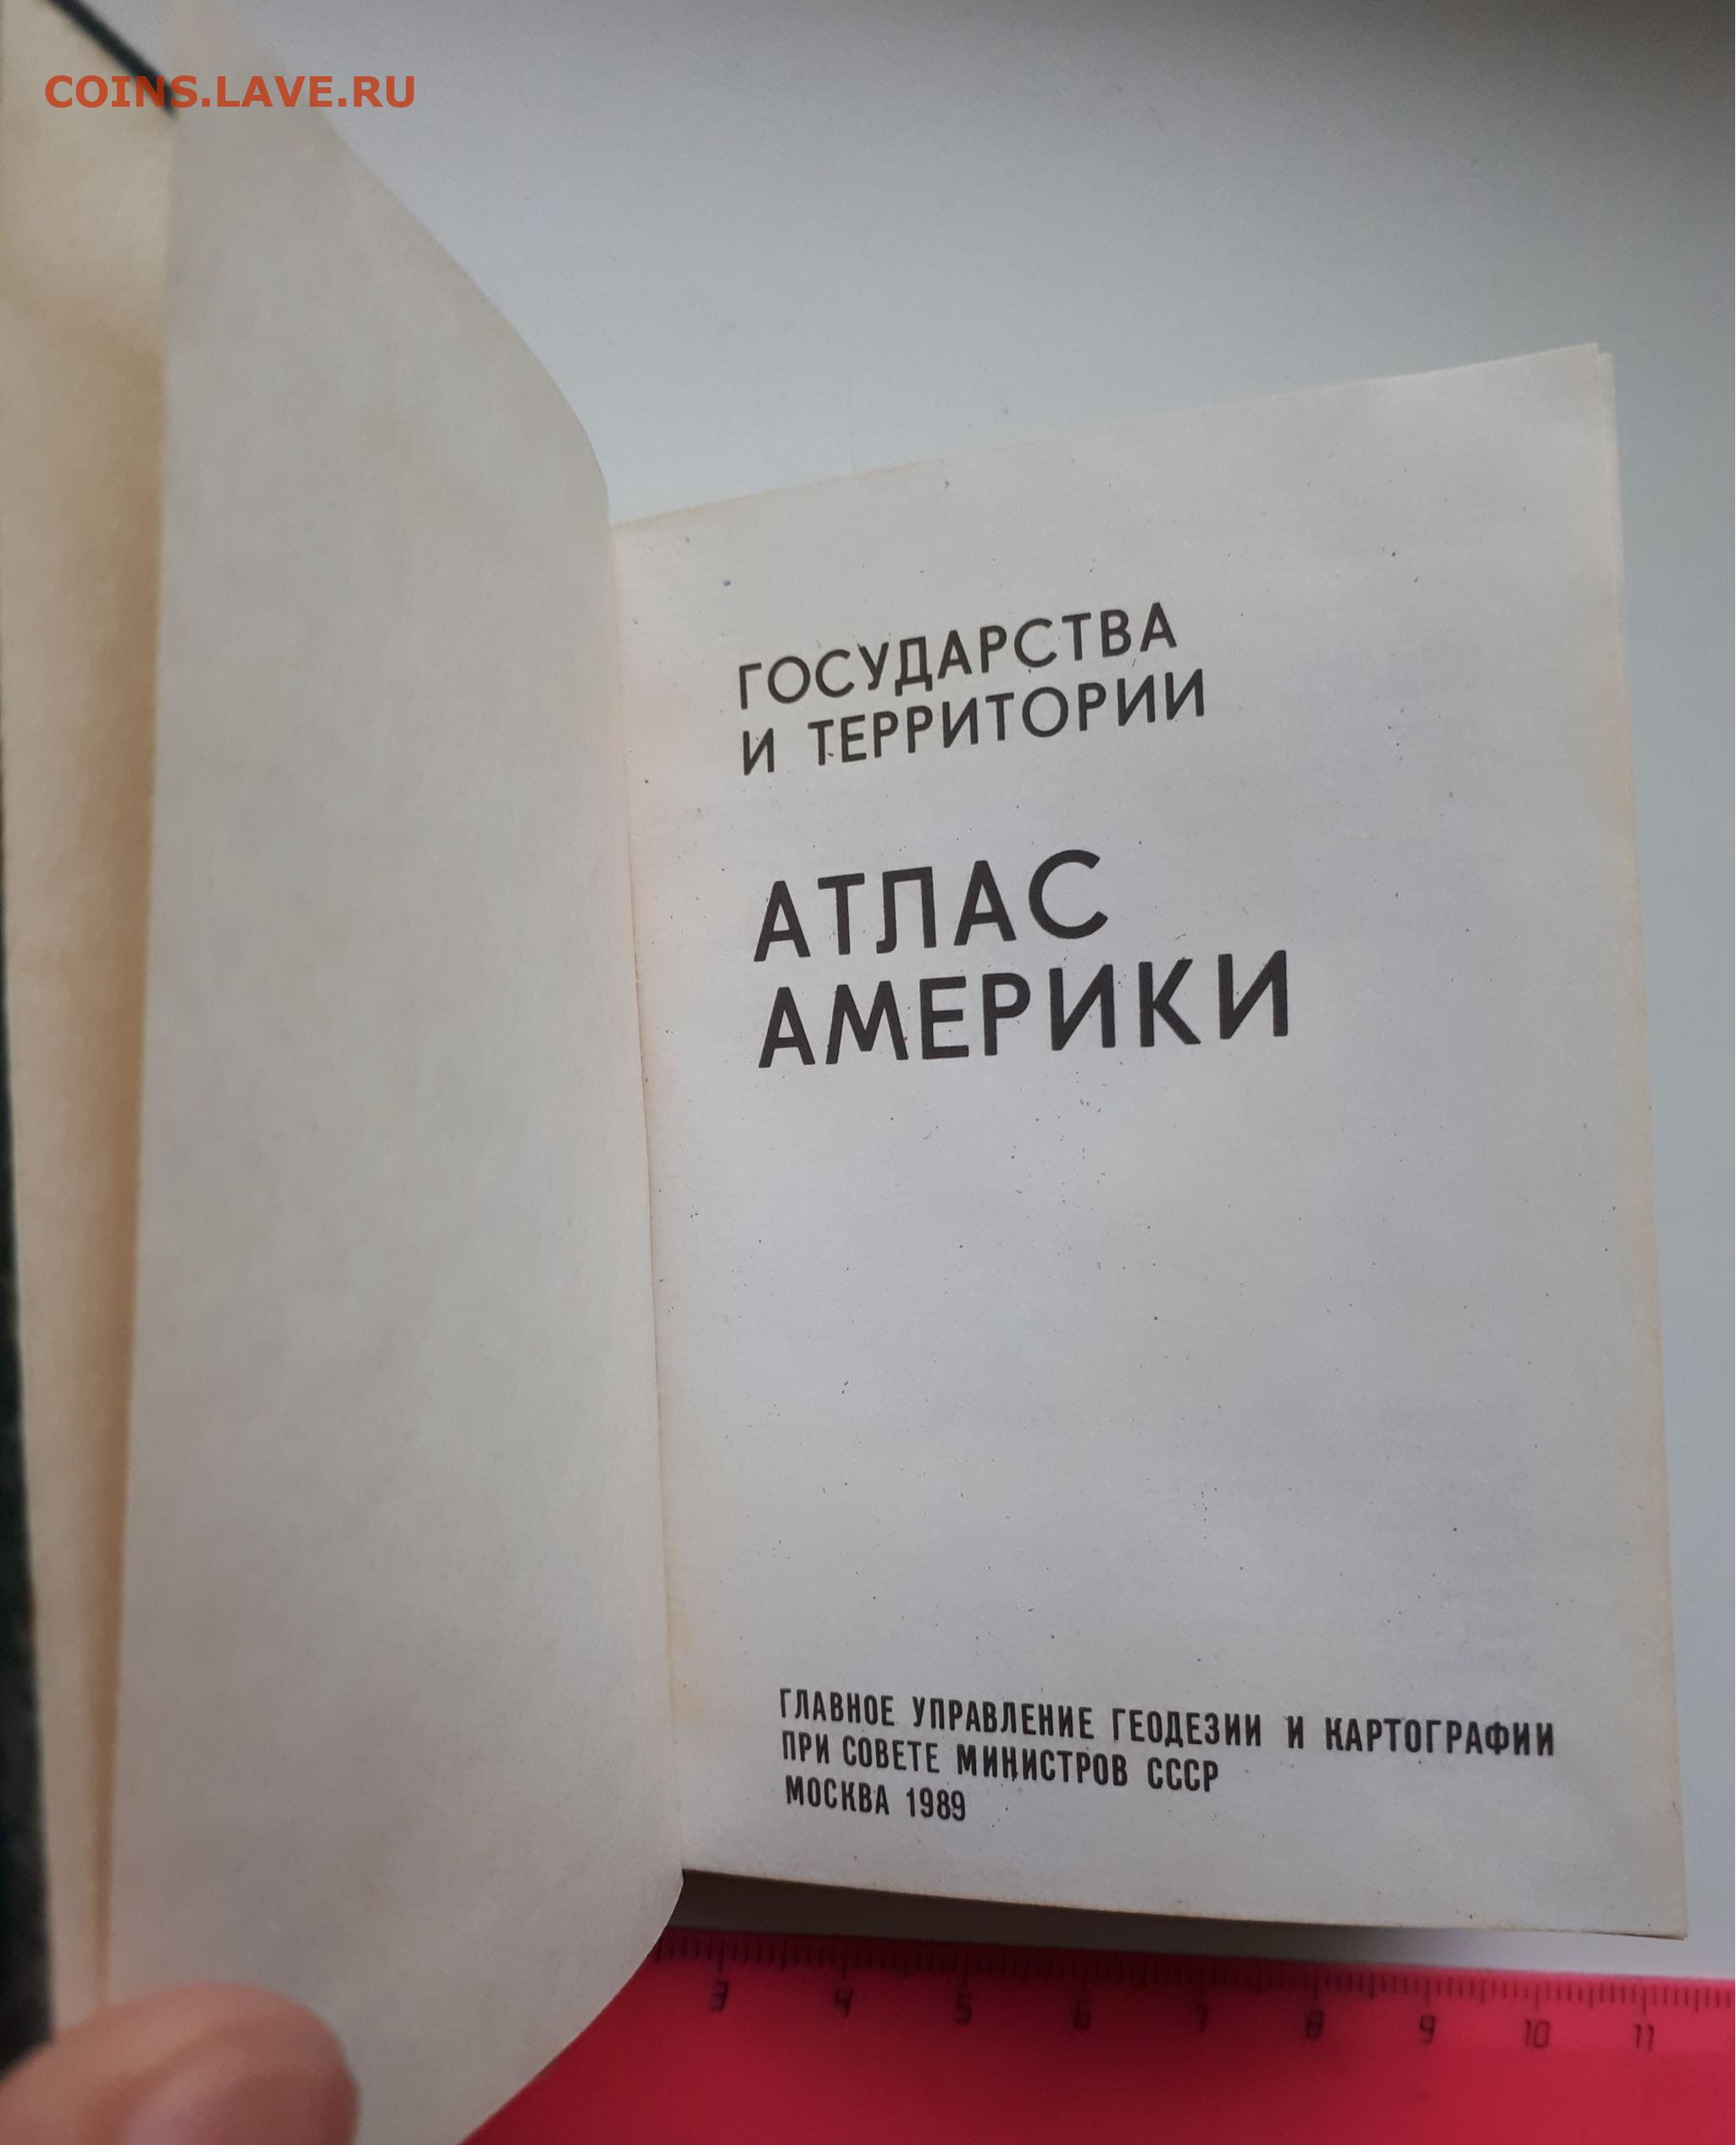 COINS.LAVE.RU
ГОСУДАРСТВА
И ТЕРРИТОРИИ
АТЛАС
АМЕРИКИ
ГЛАВНОЕ УПРАВЛЕНИЕ ГЕОДЕЗИИ И КАРТОГРАФИИ
ПРИ СОВЕТЕ МИНИСТРОВ СССР
МОСКВА 1989
3 4 5 6 7 8 9 10 11